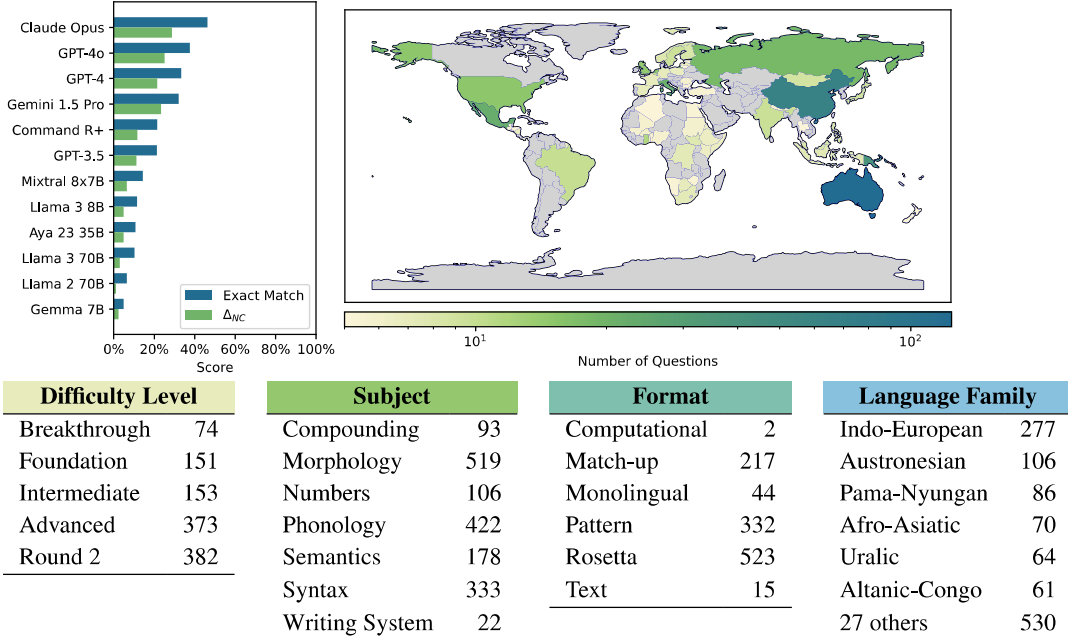 Claude Opus
GPT-4o
GPT-4
Gemini 1.5 Pro
Command R+
GPT-3.5
Mixtral 8x7B
Llama 3 8B
Aya 23 35B
Llama 3 70B
Llama 2 70B
Gemma 7B
Exact Match
Δ_NC
0% 20% 40% 60% 80% 100%
Score
10¹ 10²
Number of Questions
Difficulty Level
Breakthrough 74
Foundation 151
Intermediate 153
Advanced 373
Round 2 382
Subject
Compounding 93
Morphology 519
Numbers 106
Phonology 422
Semantics 178
Syntax 333
Writing System 22
Format
Computational 2
Match-up 217
Monolingual 44
Pattern 332
Rosetta 523
Text 15
Language Family
Indo-European 277
Austronesian 106
Pama-Nyungan 86
Afro-Asiatic 70
Uralic 64
Altanic-Congo 61
27 others 530